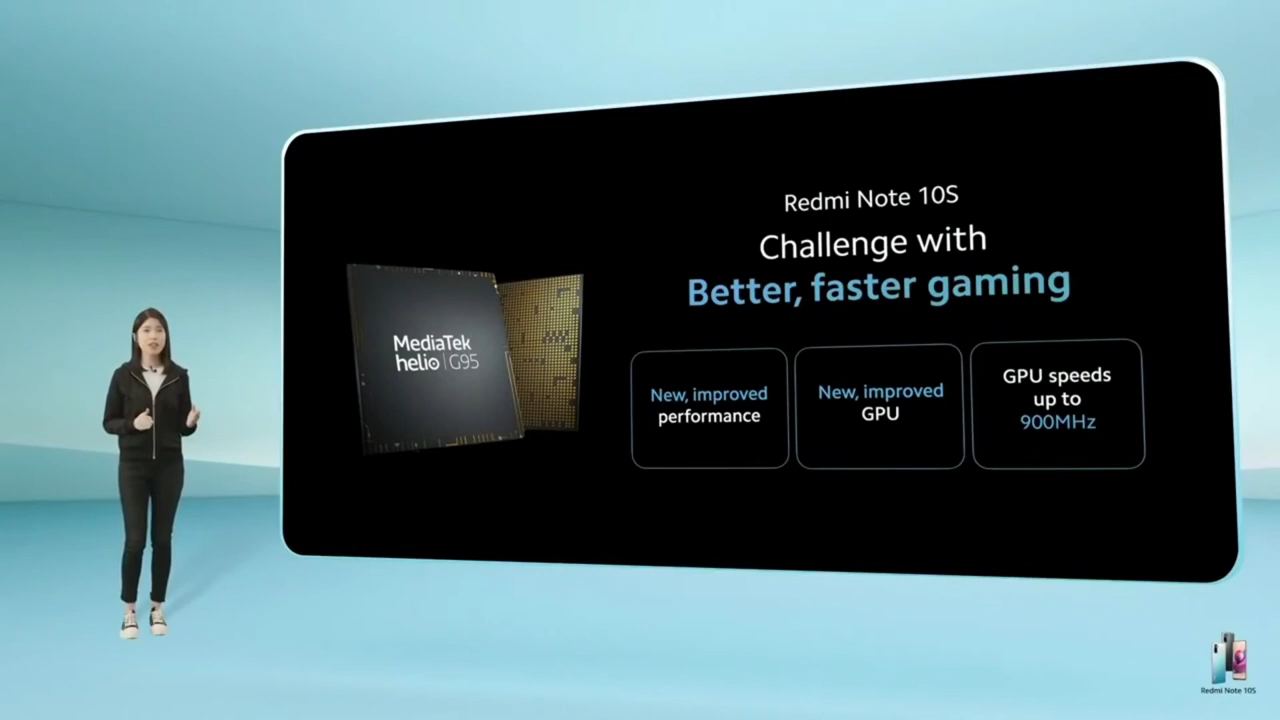 Redmi Note 10S
Challenge with
Better, faster gaming
MediaTek
helio G95
New, improved
performance
New, improved
GPU
GPU speeds
up to
900MHz
Redmi Note 10S